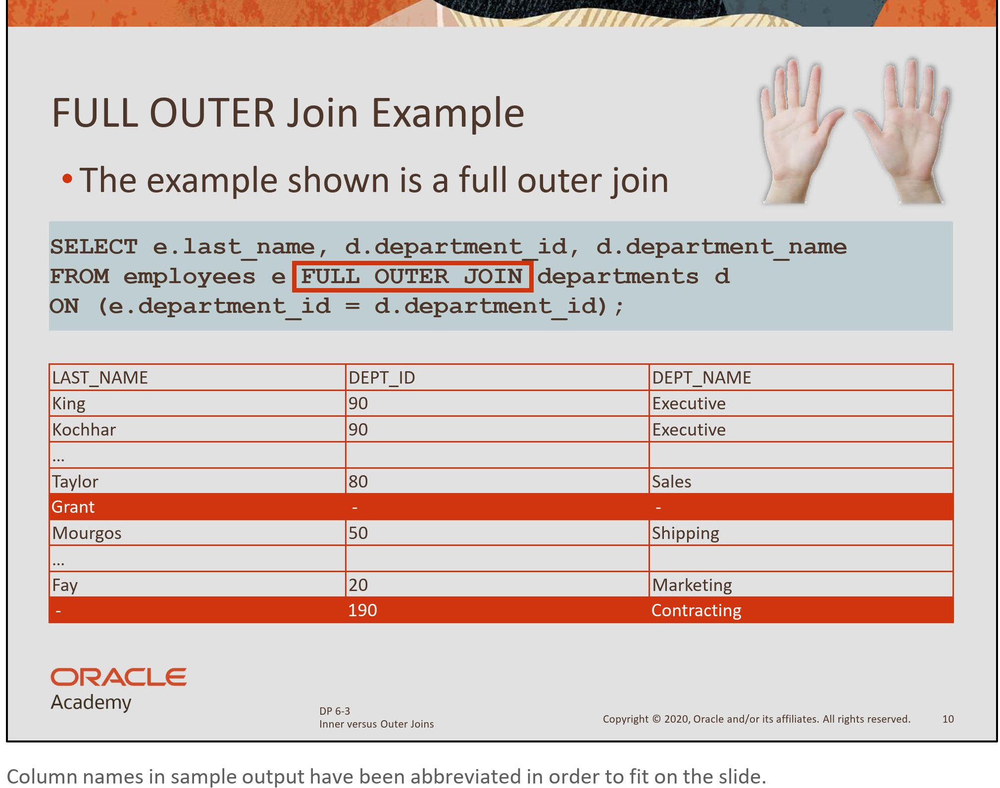 FULL OUTER Join Example
• The example shown is a full outer join
SELECT e.last_name, d.department_id, d.department_name
FROM employees e FULL OUTER JOIN departments d
ON (e.department_id = d.department_id);
LAST_NAME DEPT_ID DEPT_NAME
King 90 Executive
Kochhar 90 Executive
...
Taylor 80 Sales
Grant - -
Mourgos 50 Shipping
...
Fay 20 Marketing
- 190 Contracting
ORACLE
Academy
DP 6-3
Inner versus Outer Joins
Copyright © 2020, Oracle and/or its affiliates. All rights reserved. 10
Column names in sample output have been abbreviated in order to fit on the slide.